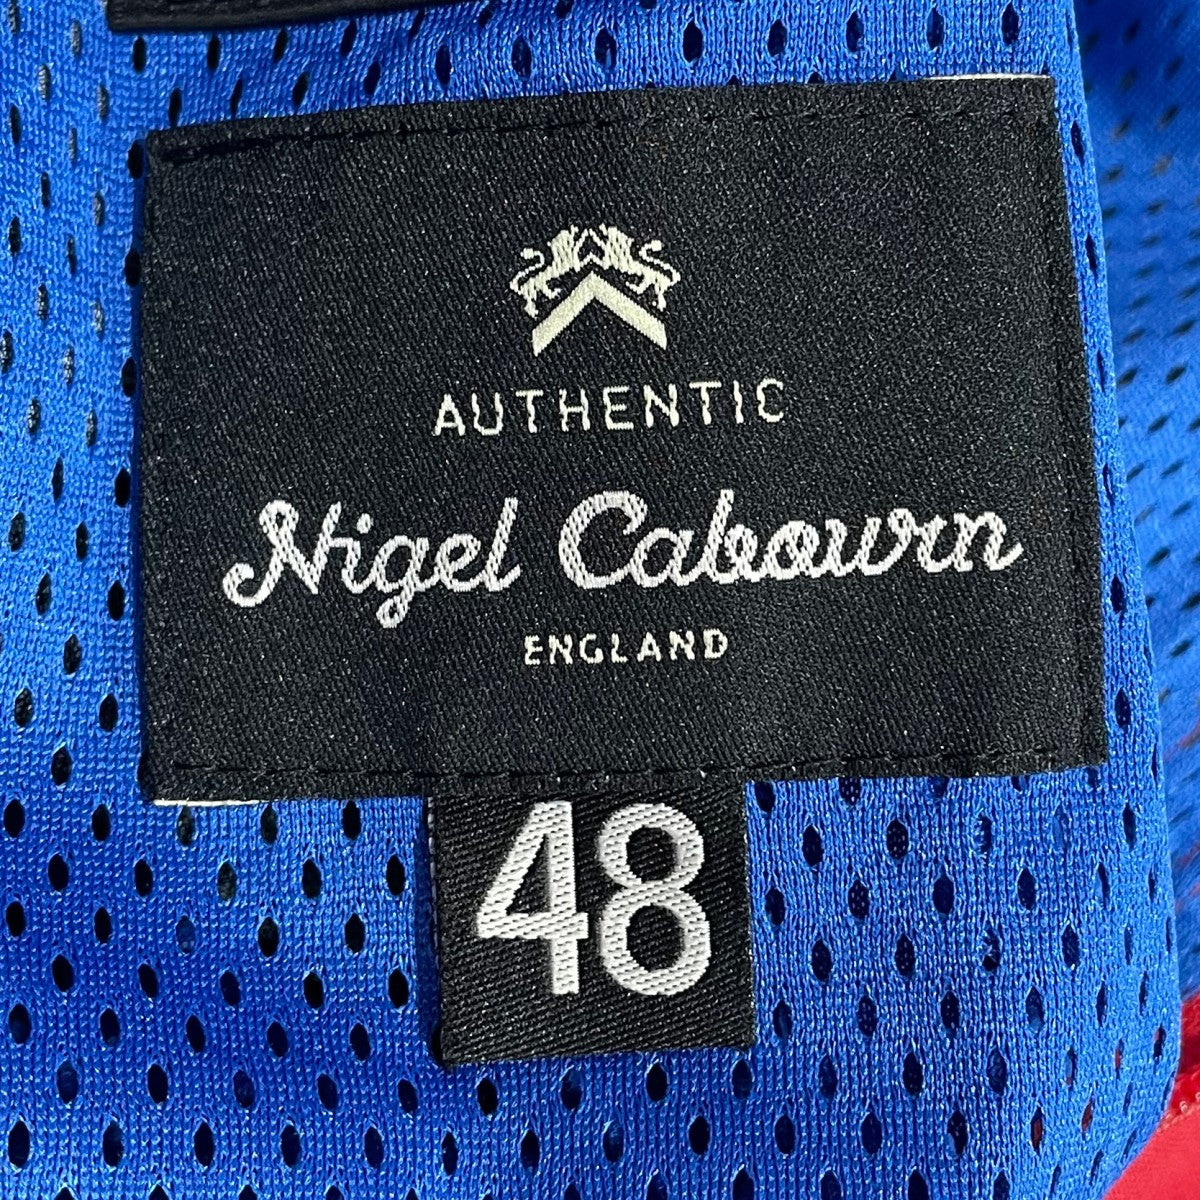 AUTHENTIC
Nigel Cabourn
ENGLAND
48